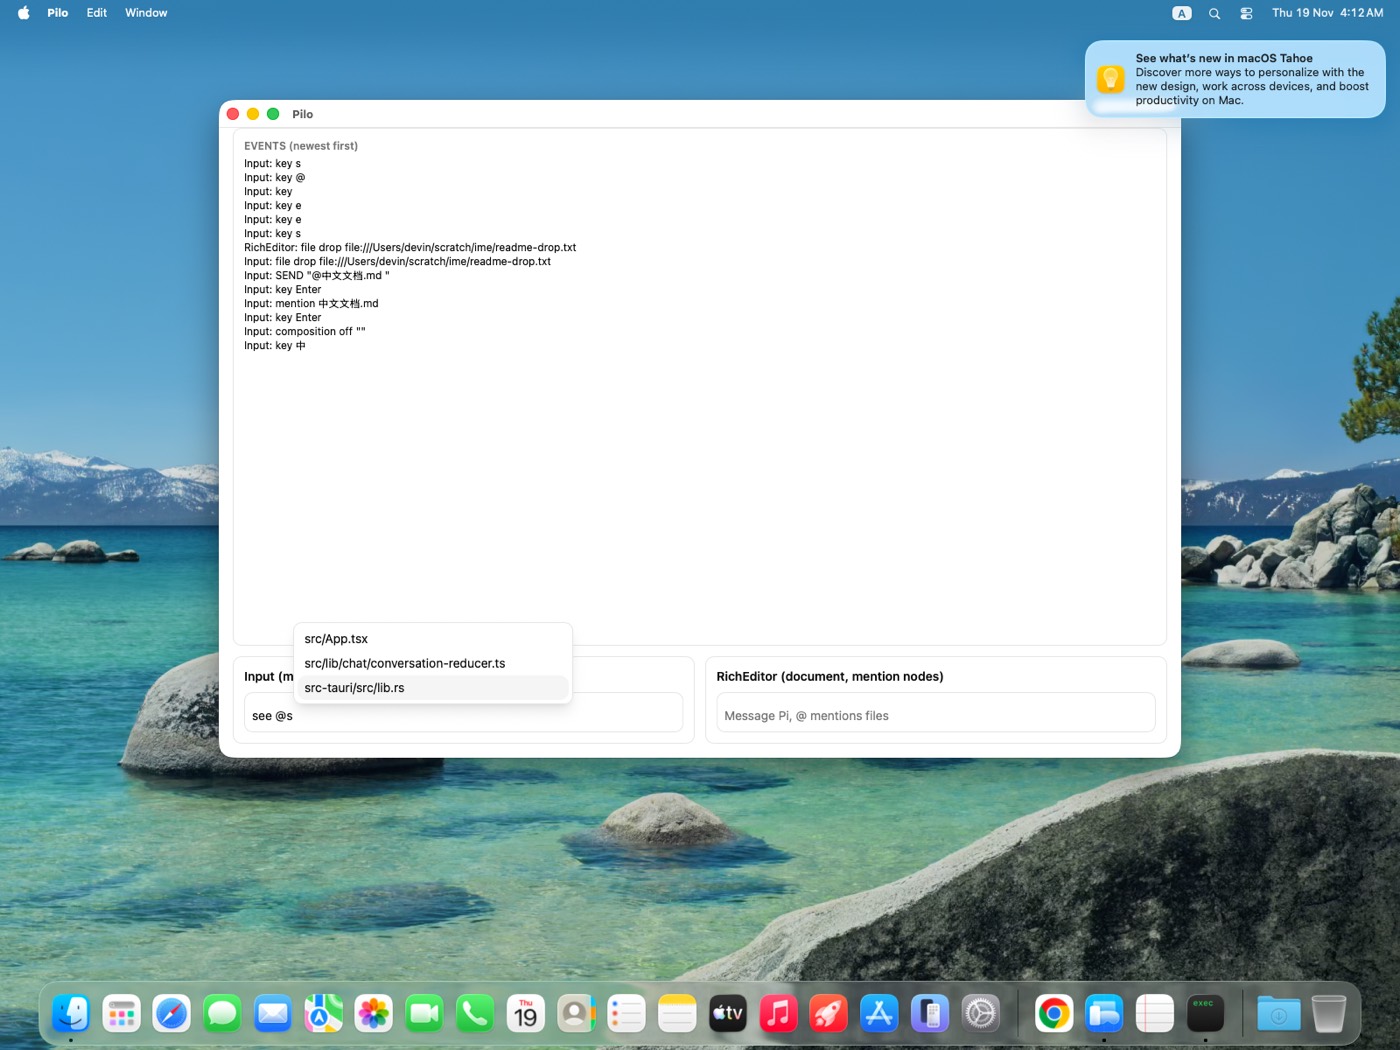 Pilo Edit Window
A Thu 19 Nov 4:12 AM
See what's new in macOS Tahoe
Discover more ways to personalize with the
new design, work across devices, and boost
productivity on Mac.
Pilo
EVENTS (newest first)
Input: key s
Input: key @
Input: key
Input: key e
Input: key e
Input: key s
RichEditor: file drop file:///Users/devin/scratch/ime/readme-drop.txt
Input: file drop file:///Users/devin/scratch/ime/readme-drop.txt
Input: SEND "@中文文档.md "
Input: key Enter
Input: mention 中文文档.md
Input: key Enter
Input: composition off ""
Input: key 中
src/App.tsx
src/lib/chat/conversation-reducer.ts
src-tauri/src/lib.rs
Input (m
see @s
RichEditor (document, mention nodes)
Message Pi, @ mentions files
Thu
19
tv
exec